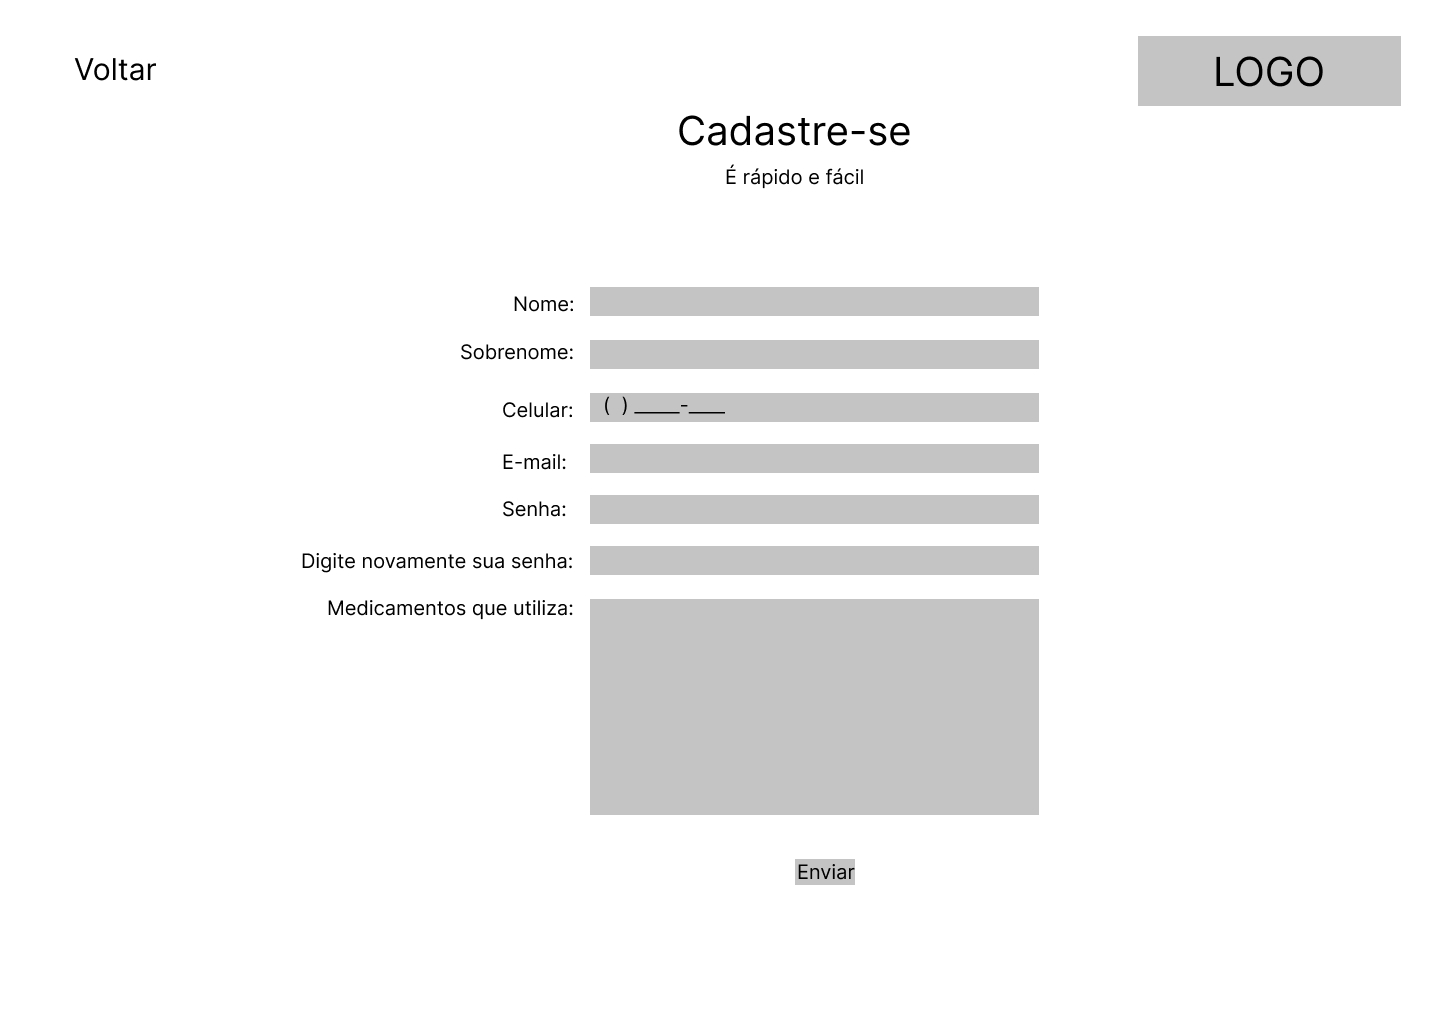 Voltar
LOGO
Cadastre-se
É rápido e fácil
Nome:
Sobrenome:
Celular: ( ) _____-____
E-mail:
Senha:
Digite novamente sua senha:
Medicamentos que utiliza:
Enviar